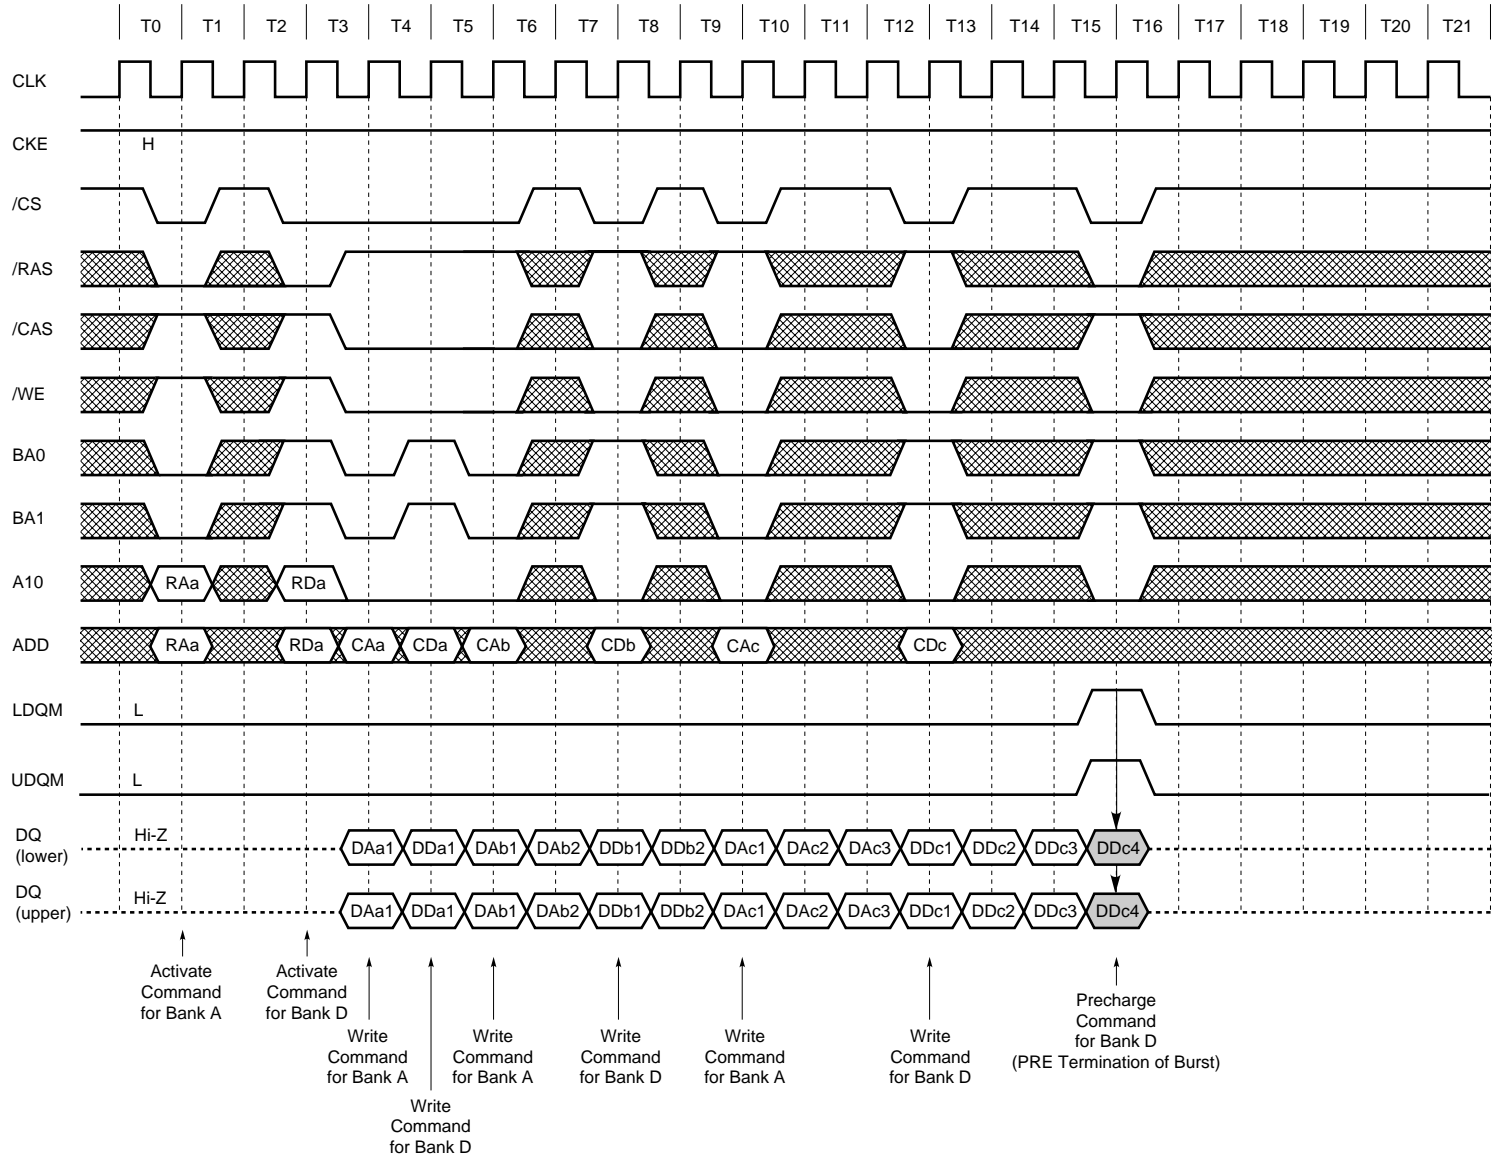 T0 T1 T2 T3 T4 T5 T6 T7 T8 T9 T10 T11 T12 T13 T14 T15 T16 T17 T18 T19 T20 T21
CLK
CKE H
/CS
/RAS
/CAS
/WE
BA0
BA1
A10 RAa RDa
ADD RAa RDa CAa CDa CAb CDb CAc CDc
LDQM L
UDQM L
DQ
(lower)
Hi-Z DAa1 DDa1 DAb1 DAb2 DDb1 DDb2 DAc1 DAc2 DAc3 DDc1 DDc2 DDc3 DDc4
DQ
(upper)
Hi-Z DAa1 DDa1 DAb1 DAb2 DDb1 DDb2 DAc1 DAc2 DAc3 DDc1 DDc2 DDc3 DDc4
Activate
Command
for Bank A
Activate
Command
for Bank D
Write
Command
for Bank A
Write
Command
for Bank D
Write
Command
for Bank A
Write
Command
for Bank D
Write
Command
for Bank A
Write
Command
for Bank D
Precharge
Command
for Bank D
(PRE Termination of Burst)